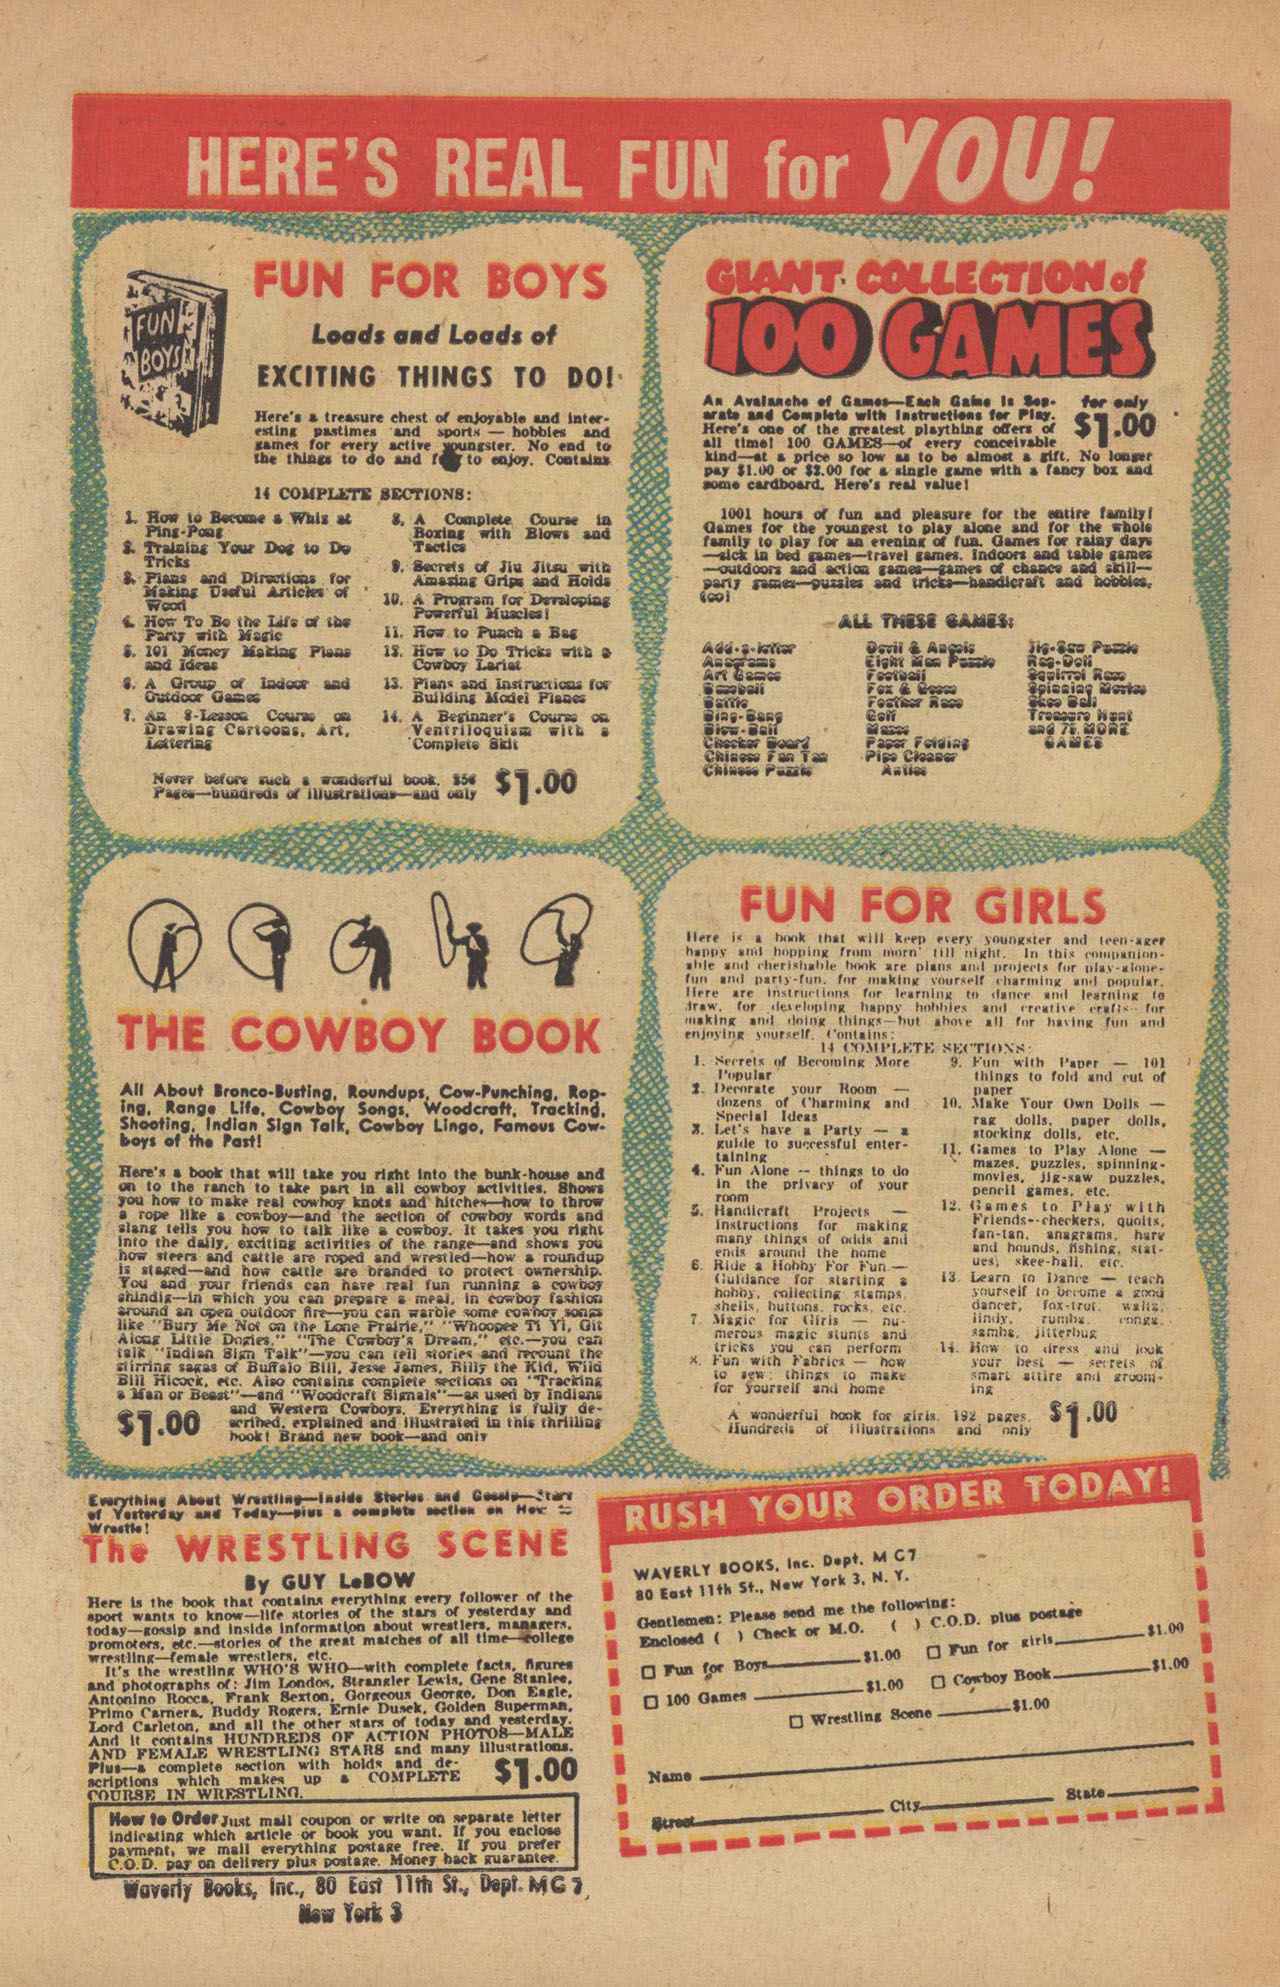 HERE'S REAL FUN for YOU!
FUN BOYS
FUN FOR BOYS
Loads and Loads of
EXCITING THINGS TO DO!
Here's a treasure chest of enjoyable and inter-
esting pastimes and sports — hobbies and
games for every active youngster. No end to
the things to do and to enjoy. Contains
14 COMPLETE SECTIONS:
1. How to Become a Whiz at
Ping-Pong
2. Training Your Dog to Do
Tricks
3. Plans and Directions for
Making Useful Articles of
Wood
4. How To Be the Life of the
Party with Magic
5. 101 Money Making Plans
and Ideas
6. A Group of Indoor and
Outdoor Games
7. An 8-Lesson Course on
Drawing Cartoons, Art,
Lettering
8. A Complete Course in
Boxing with Blows and
Tactics
9. Secrets of Jiu Jitsu with
Amazing Grips and Holds
10. A Program for Developing
Powerful Muscles!
11. How to Punch a Bag
12. How to Do Tricks with a
Cowboy Lariat
13. Plans and Instructions for
Building Model Planes
14. A Beginner's Course on
Ventriloquism with a
Complete Skit
Never before such a wonderful book. 256
Pages—hundreds of illustrations—and only $1.00
GIANT COLLECTION of
100 GAMES
An Avalanche of Games—Each Game Is Sep-
arate and Complete with Instructions for Play.
Here's one of the greatest plaything offers of
all time! 100 GAMES—of every conceivable
for only
$1.00
kind—at a price so low as to be almost a gift. No longer
pay $1.00 or $2.00 for a single game with a fancy box and
some cardboard. Here's real value!
1001 hours of fun and pleasure for the entire family!
Games for the youngest to play alone and for the whole
family to play for an evening of fun. Games for rainy days
—sick in bed games—travel games. Indoors and table games
—outdoors and action games—games of chance and skill—
party games—puzzles and tricks—handicraft and hobbies,
too!
ALL THESE GAMES:
Add-a-letter
Anagrams
Art Games
Baseball
Battle
Bing-Bang
Blow-Ball
Checker Board
Chinese Fan Tan
Chinese Puzzle
Devil & Angels
Eight Men Puzzle
Football
Fox & Geese
Feather Race
Golf
Mazes
Paper Folding
Pipe Cleaner
Antics
Jig-Saw Puzzle
Rag-Doll
Squirrel Race
Spinning Movies
Skee Ball
Treasure Hunt
and 75 MORE
GAMES
THE COWBOY BOOK
All About Bronco-Busting, Roundups, Cow-Punching, Rop-
ing, Range Life, Cowboy Songs, Woodcraft, Tracking,
Shooting, Indian Sign Talk, Cowboy Lingo, Famous Cow-
boys of the Past!
Here's a book that will take you right into the bunk-house and
on to the ranch to take part in all cowboy activities. Shows
you how to make real cowboy knots and hitches—how to throw
a rope like a cowboy—and the section of cowboy words and
slang tells you how to talk like a cowboy. It takes you right
into the daily, exciting activities of the range—and shows you
how steers and cattle are roped and wrestled—how a roundup
is staged—and how cattle are branded to protect ownership.
You and your friends can have real fun running a cowboy
shindig—in which you can prepare a meal, in cowboy fashion
around an open outdoor fire—you can warble some cowboy songs
like "Bury Me Not on the Lone Prairie," "Whoopee Ti Yi, Git
Along Little Dogies," "The Cowboy's Dream," etc.—you can
talk "Indian Sign Talk"—you can tell stories and recount the
stirring sagas of Buffalo Bill, Jesse James, Billy the Kid, Wild
Bill Hicock, etc. Also contains complete sections on "Tracking
a Man or Beast"—and "Woodcraft Signals"—as used by Indians
and Western Cowboys. Everything is fully de-
scribed, explained and illustrated in this thrilling
book! Brand new book—and only
$1.00
FUN FOR GIRLS
Here is a book that will keep every youngster and teen-ager
happy and hopping from morn' till night. In this companion-
able and cherishable book are plans and projects for play-alone-
fun and party-fun, for making yourself charming and popular.
Here are instructions for learning to dance and learning to
draw, for developing happy hobbies and creative crafts—for
making and doing things—but above all for having fun and
enjoying yourself. Contains:
14 COMPLETE SECTIONS:
1. Secrets of Becoming More
Popular
2. Decorate your Room —
dozens of Charming and
Special Ideas
3. Let's have a Party — a
guide to successful enter-
taining
4. Fun Alone — things to do
in the privacy of your
room
5. Handicraft Projects —
instructions for making
many things of odds and
ends around the home
6. Ride a Hobby For Fun —
Guidance for starting a
hobby, collecting stamps,
shells, buttons, rocks, etc.
7. Magic for Girls — nu-
merous magic stunts and
tricks you can perform
8. Fun with Fabrics — how
to sew; things to make
for yourself and home
9. Fun with Paper — 101
things to fold and cut of
paper
10. Make Your Own Dolls —
rag dolls, paper dolls,
stocking dolls, etc.
11. Games to Play Alone —
mazes, puzzles, spinning-
movies, jig-saw puzzles,
pencil games, etc.
12. Games to Play with
Friends—checkers, quoits,
fan-tan, anagrams, hare
and hounds, fishing, stat-
ues, skee-ball, etc.
13. Learn to Dance — teach
yourself to become a good
dancer, fox-trot, waltz,
lindy, rumba, conga,
samba, jitterbug
14. How to dress and look
your best — secrets of
smart attire and groom-
ing
A wonderful book for girls. 192 pages.
Hundreds of illustrations and only $1.00
Everything About Wrestling—Inside Stories and Gossip—Stars
of Yesterday and Today—plus a complete section on How to
Wrestle!
The WRESTLING SCENE
By GUY LeBOW
Here is the book that contains everything every follower of the
sport wants to know—life stories of the stars of yesterday and
today—gossip and inside information about wrestlers, managers,
promoters, etc.—stories of the great matches of all time—college
wrestling—female wrestlers, etc.
It's the wrestling WHO'S WHO—with complete facts, figures
and photographs of: Jim Londos, Strangler Lewis, Gene Stanlee,
Antonino Rocca, Frank Sexton, Gorgeous George, Don Eagle,
Primo Carnera, Buddy Rogers, Ernie Dusek, Golden Superman,
Lord Carleton, and all the other stars of today and yesterday.
And it contains HUNDREDS OF ACTION PHOTOS—MALE
AND FEMALE WRESTLING STARS and many illustrations.
Plus—a complete section with holds and de-
scriptions which makes up a COMPLETE
COURSE IN WRESTLING.
$1.00
How to Order Just mail coupon or write on separate letter
indicating which article or book you want. If you enclose
payment, we mail everything postage free. If you prefer
C.O.D. pay on delivery plus postage. Money back guarantee.
Waverly Books, Inc., 80 East 11th St., Dept. MG 7,
New York 3
RUSH YOUR ORDER TODAY!
WAVERLY BOOKS, Inc. Dept. M G7
80 East 11th St., New York 3, N. Y.
Gentlemen: Please send me the following:
Enclosed ( ) Check or M.O. ( ) C.O.D. plus postage
Fun for Boys $1.00 Fun for girls $1.00
100 Games $1.00 Cowboy Book $1.00
Wrestling Scene $1.00
Name
Street City State